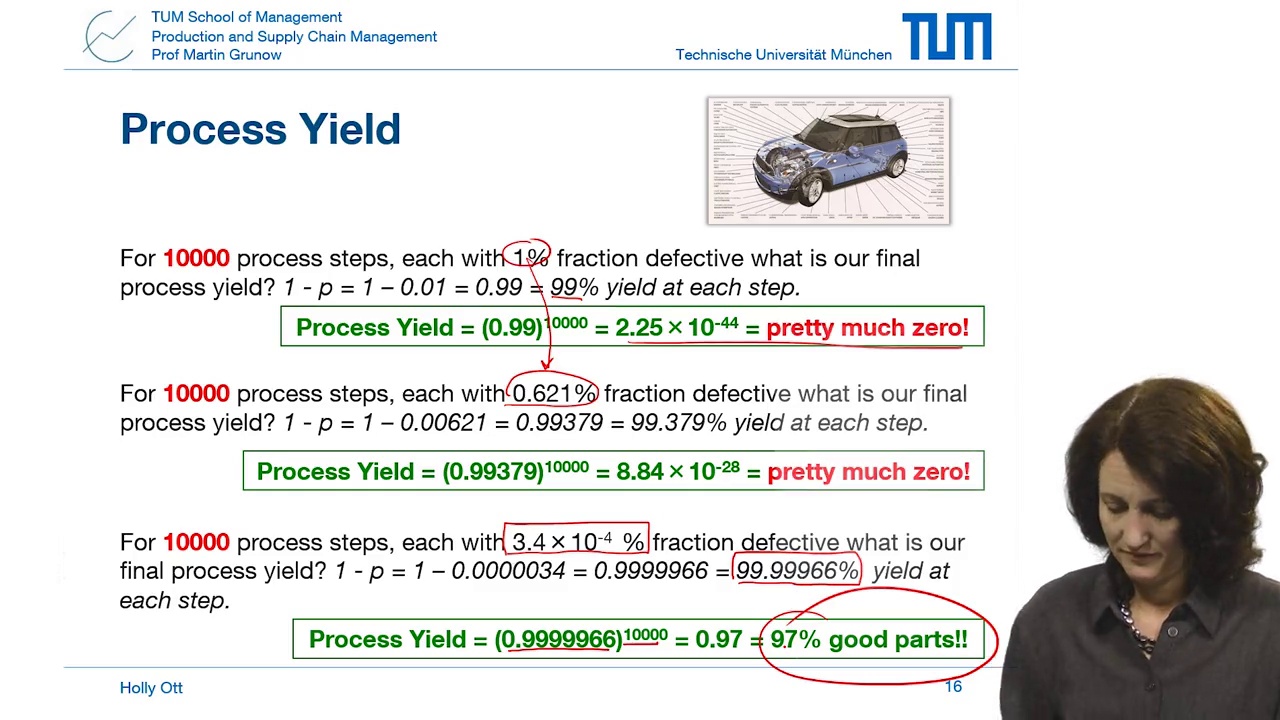 TUM School of Management
Production and Supply Chain Management
Prof Martin Grunow
Technische Universität München
TUM
Process Yield
For 10000 process steps, each with 1% fraction defective what is our final
process yield? 1 - p = 1 – 0.01 = 0.99 = 99% yield at each step.
Process Yield = (0.99)¹⁰⁰⁰⁰ = 2.25 × 10⁻⁴⁴ = pretty much zero!
For 10000 process steps, each with 0.621% fraction defective what is our final
process yield? 1 - p = 1 – 0.00621 = 0.99379 = 99.379% yield at each step.
Process Yield = (0.99379)¹⁰⁰⁰⁰ = 8.84 × 10⁻²⁸ = pretty much zero!
For 10000 process steps, each with 3.4 × 10⁻⁴ % fraction defective what is our
final process yield? 1 - p = 1 – 0.0000034 = 0.9999966 = 99.99966% yield at
each step.
Process Yield = (0.9999966)¹⁰⁰⁰⁰ = 0.97 = 97% good parts!!
Holly Ott
16